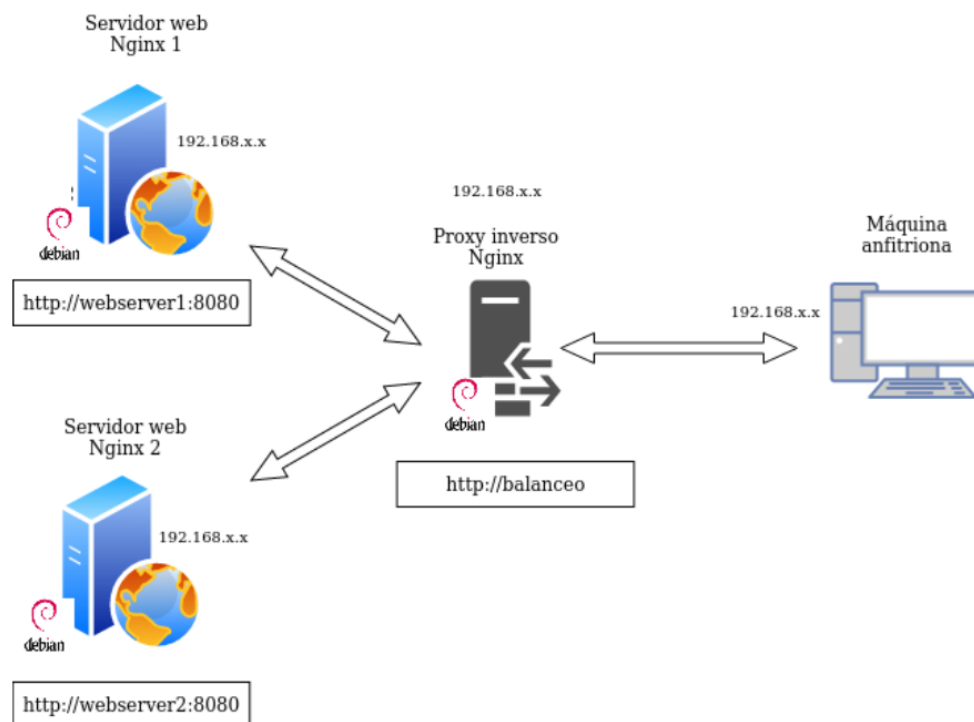 Servidor web
Nginx 1
192.168.x.x
debian
http://webserver1:8080
192.168.x.x
Proxy inverso
Nginx
debian
http://balanceo
Máquina
anfitriona
192.168.x.x
Servidor web
Nginx 2
192.168.x.x
debian
http://webserver2:8080